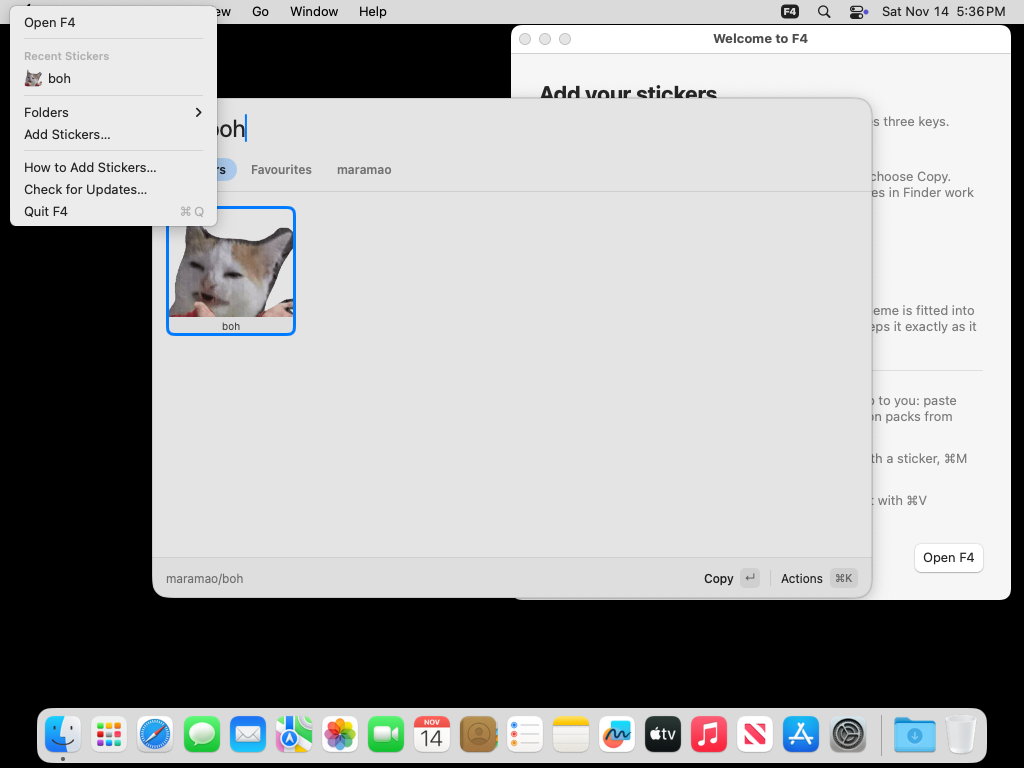 ew Go Window Help F4 Sat Nov 14 5:36 PM
Open F4
Recent Stickers
boh
Folders
Add Stickers...
How to Add Stickers...
Check for Updates...
Quit F4 ⌘ Q
Welcome to F4
Add your stickers
s three keys.
choose Copy.
es in Finder work
eme is fitted into
eps it exactly as it
o to you: paste
on packs from
th a sticker, ⌘M
t with ⌘V
Open F4
boh
rs Favourites maramao
boh
maramao/boh Copy ↵ Actions ⌘K
NOV
14
tv